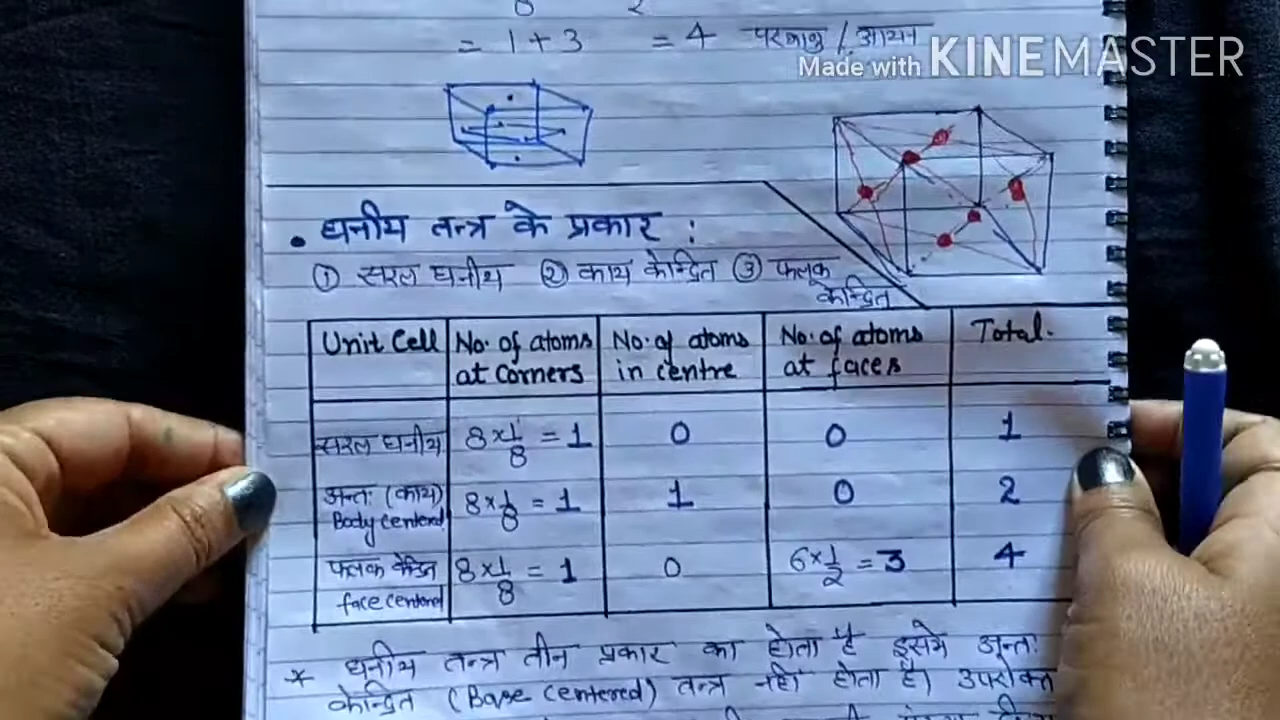 8 2
= 1 + 3 = 4 परमाणु / आयन
Made with KINEMASTER
• घनीय तन्त्र के प्रकार :
① सरल घनीय ② काय केन्द्रित ③ फलक
केन्द्रित
Unit Cell No. of atoms at corners No. of atoms in centre No. of atoms at faces Total.
सरल घनीय 8 × 1/8 = 1 0 0 1
अन्तः (काय) Body Centered 8 × 1/8 = 1 1 0 2
फलक केन्द्रित face centered 8 × 1/8 = 1 0 6 × 1/2 = 3 4
* घनीय तन्त्र तीन प्रकार का होता है इसमे अन्तः
केन्द्रित (Base Centered) तन्त्र नहीं होता है। उपरोक्त